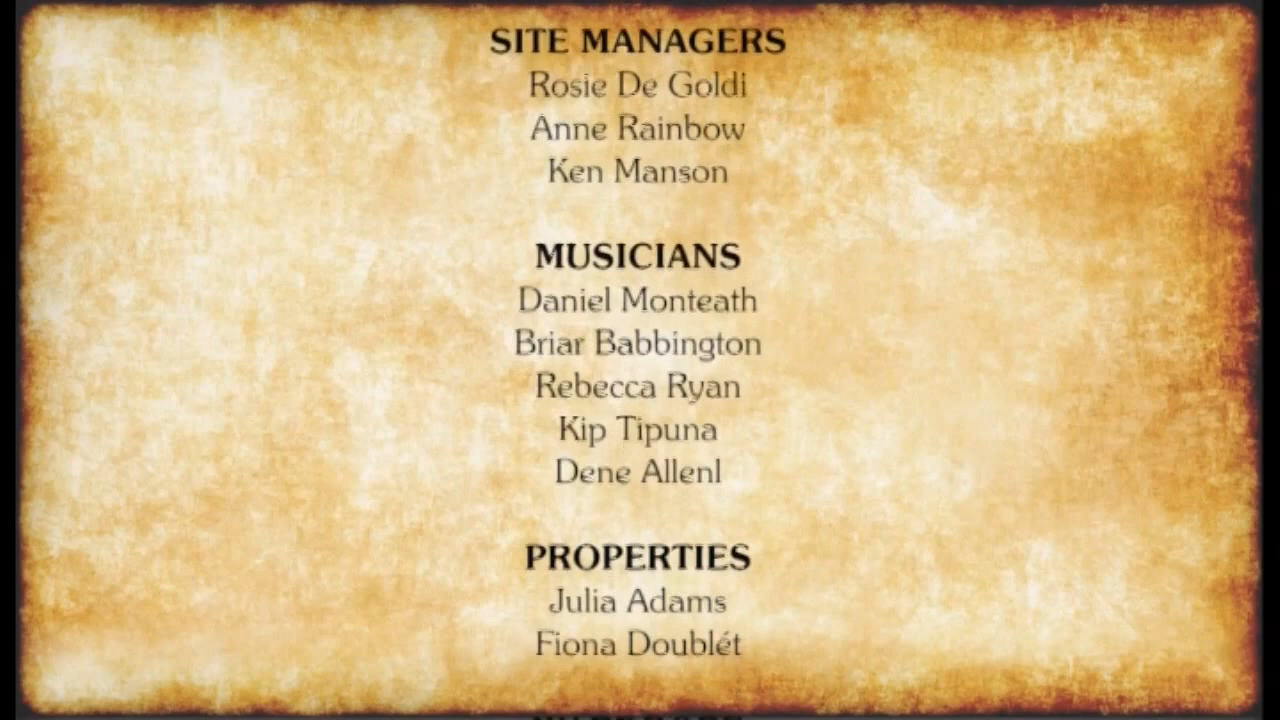 SITE MANAGERS
Rosie De Goldi
Anne Rainbow
Ken Manson
MUSICIANS
Daniel Monteath
Briar Babbington
Rebecca Ryan
Kip Tipuna
Dene Allenl
PROPERTIES
Julia Adams
Fiona Doublét